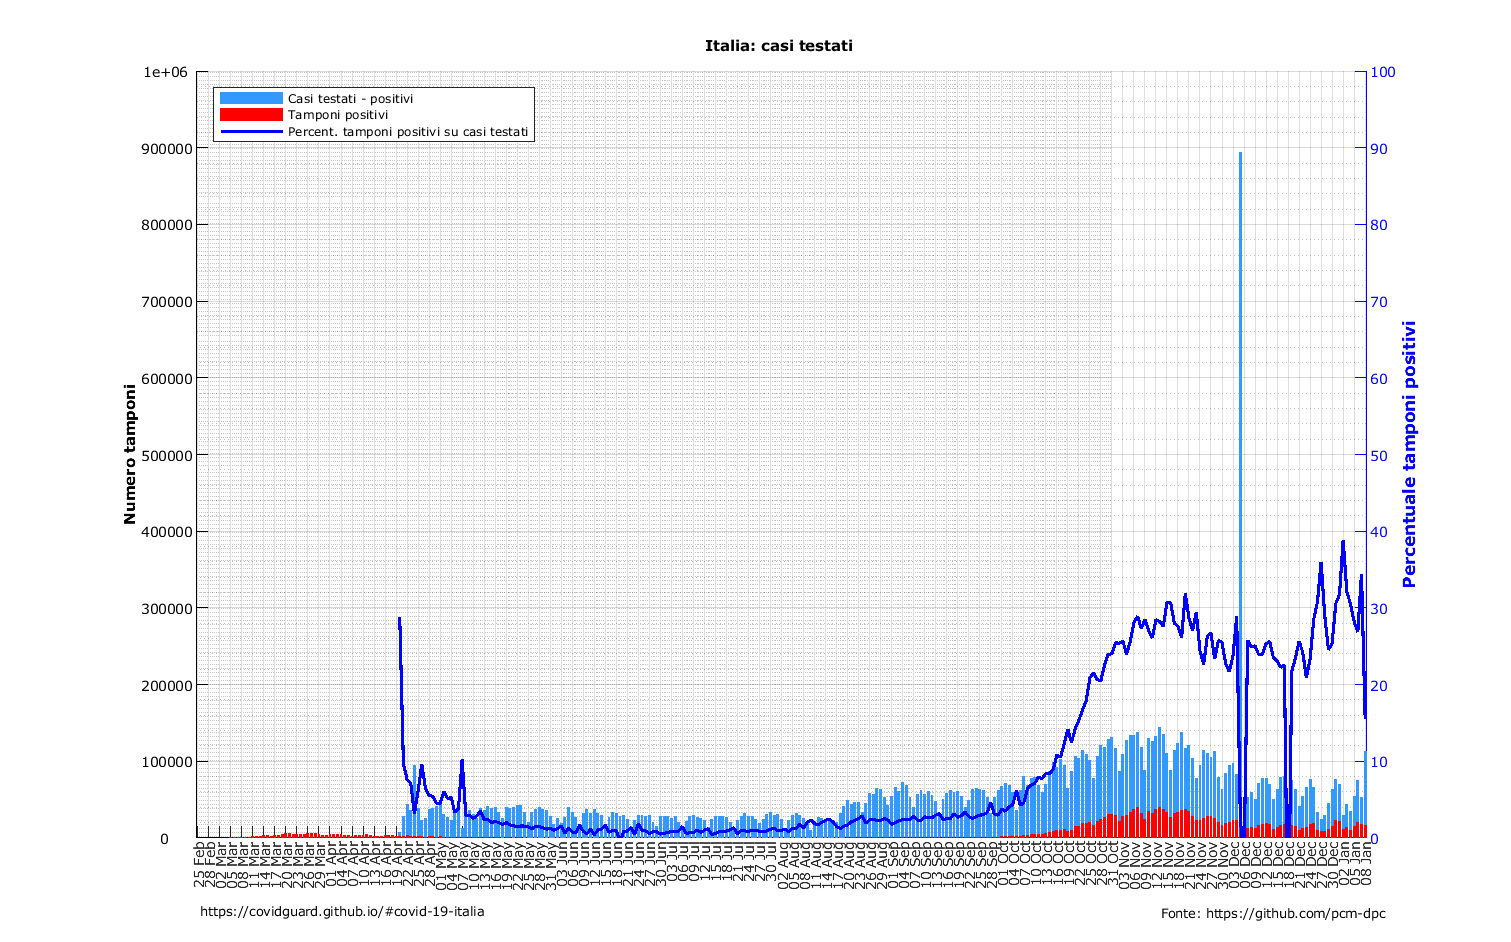 Italia: casi testati
1e+06
900000
800000
700000
600000
500000
400000
300000
200000
100000
0
Numero tamponi
Casi testati - positivi
Tamponi positivi
Percent. tamponi positivi su casi testati
100
90
80
70
60
50
40
30
20
10
0
Percentuale tamponi positivi
25 Feb
28 Feb
02 Mar
05 Mar
08 Mar
11 Mar
14 Mar
17 Mar
20 Mar
23 Mar
26 Mar
29 Mar
01 Apr
04 Apr
07 Apr
10 Apr
13 Apr
16 Apr
19 Apr
22 Apr
25 Apr
28 Apr
01 May
04 May
07 May
10 May
13 May
16 May
19 May
22 May
25 May
28 May
31 May
03 Jun
06 Jun
09 Jun
12 Jun
15 Jun
18 Jun
21 Jun
24 Jun
27 Jun
30 Jun
03 Jul
06 Jul
09 Jul
12 Jul
15 Jul
18 Jul
21 Jul
24 Jul
27 Jul
30 Jul
02 Aug
05 Aug
08 Aug
11 Aug
14 Aug
17 Aug
20 Aug
23 Aug
26 Aug
29 Aug
01 Sep
04 Sep
07 Sep
10 Sep
13 Sep
16 Sep
19 Sep
22 Sep
25 Sep
28 Sep
01 Oct
04 Oct
07 Oct
10 Oct
13 Oct
16 Oct
19 Oct
22 Oct
25 Oct
28 Oct
31 Oct
03 Nov
06 Nov
09 Nov
12 Nov
15 Nov
18 Nov
21 Nov
24 Nov
27 Nov
30 Nov
03 Dec
06 Dec
09 Dec
12 Dec
15 Dec
18 Dec
21 Dec
24 Dec
27 Dec
30 Dec
02 Jan
05 Jan
08 Jan
https://covidguard.github.io/#covid-19-italia
Fonte: https://github.com/pcm-dpc